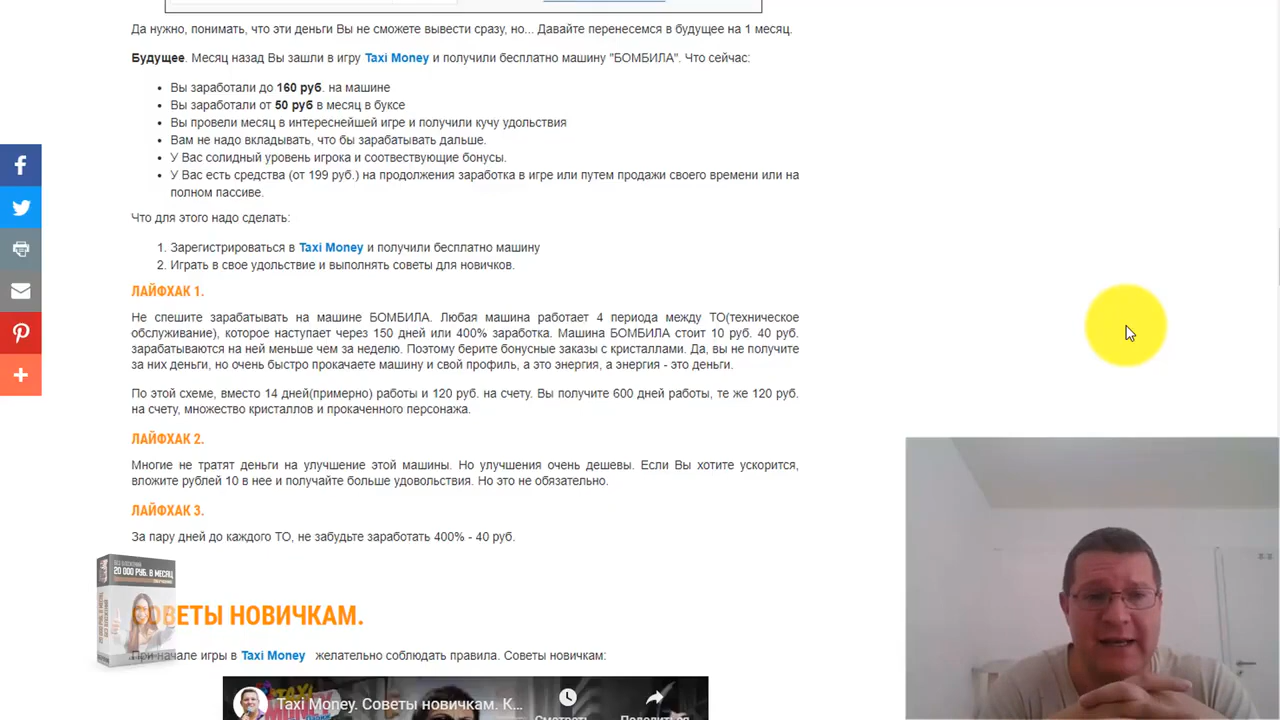 Да нужно, понимать, что эти деньги Вы не сможете вывести сразу, но... Давайте перенесемся в будущее на 1 месяц.
Будущее. Месяц назад Вы зашли в игру Taxi Money и получили бесплатно машину "БОМБИЛА". Что сейчас:
Вы заработали до 160 руб. на машине
Вы заработали от 50 руб в месяц в буксе
Вы провели месяц в интереснейшей игре и получили кучу удольствия
Вам не надо вкладывать, что бы зарабатывать дальше.
У Вас солидный уровень игрока и соотвествующие бонусы.
У Вас есть средства (от 199 руб.) на продолжения заработка в игре или путем продажи своего времени или на
полном пассиве.
Что для этого надо сделать:
1. Зарегистрироваться в Taxi Money и получили бесплатно машину
2. Играть в свое удольствие и выполнять советы для новичков.
ЛАЙФХАК 1.
Не спешите зарабатывать на машине БОМБИЛА. Любая машина работает 4 периода между ТО(техническое
обслуживание), которое наступает через 150 дней или 400% заработка. Машина БОМБИЛА стоит 10 руб. 40 руб.
зарабатываются на ней меньше чем за неделю. Поэтому берите бонусные заказы с кристаллами. Да, вы не получите
за них деньги, но очень быстро прокачаете машину и свой профиль, а это энергия, а энергия - это деньги.
По этой схеме, вместо 14 дней(примерно) работы и 120 руб. на счету. Вы получите 600 дней работы, те же 120 руб.
на счету, множество кристаллов и прокаченного персонажа.
ЛАЙФХАК 2.
Многие не тратят деньги на улучшение этой машины. Но улучшения очень дешевы. Если Вы хотите ускорится,
вложите рублей 10 в нее и получайте больше удовольствия. Но это не обязательно.
ЛАЙФХАК 3.
За пару дней до каждого ТО, не забудьте заработать 400% - 40 руб.
20 000 РУБ. В МЕСЯЦ
СОВЕТЫ НОВИЧКАМ.
При начале игры в Taxi Money желательно соблюдать правила. Советы новичкам:
Taxi Money. Советы новичкам. К...